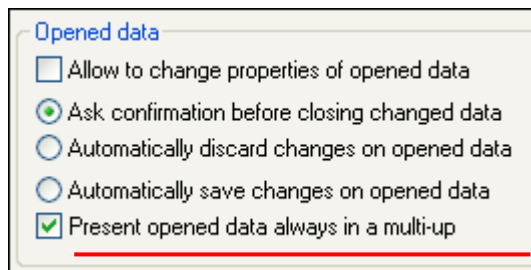 Opened data
Allow to change properties of opened data
Ask confirmation before closing changed data
Automatically discard changes on opened data
Automatically save changes on opened data
Present opened data always in a multi-up